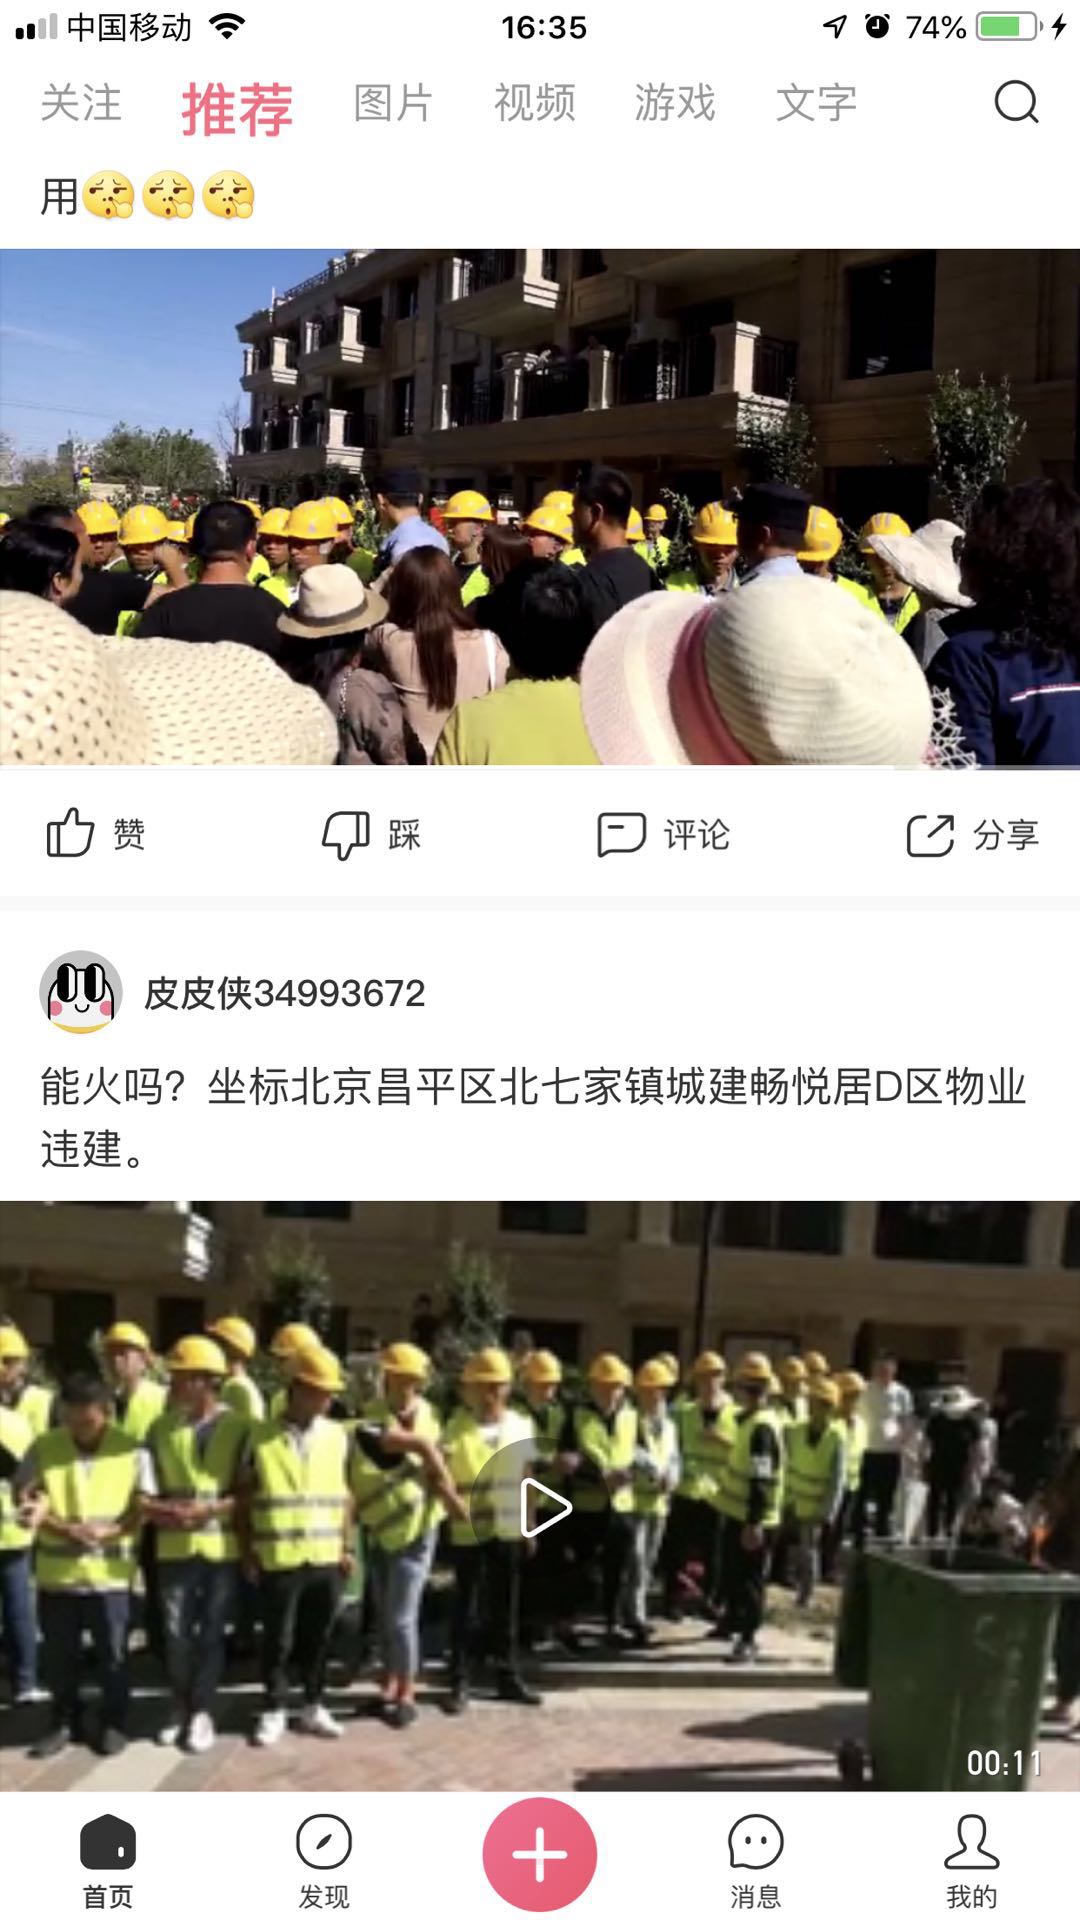 中国移动 16:35 74%
关注 推荐 图片 视频 游戏 文字
用
赞 踩 评论 分享
皮皮侠34993672
能火吗？坐标北京昌平区北七家镇城建畅悦居D区物业
违建。
00:11
首页 发现 消息 我的